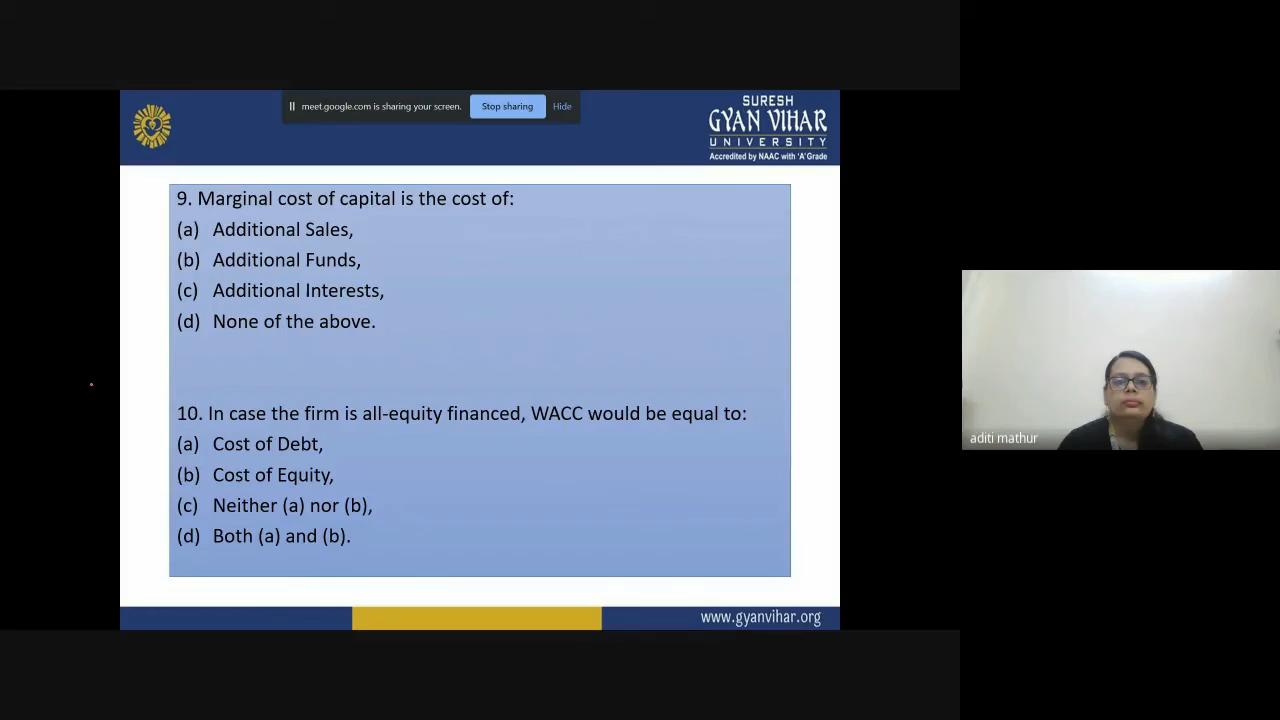 meet.google.com is sharing your screen. Stop sharing Hide
SURESH
GYAN VIHAR
UNIVERSITY
Accredited by NAAC with 'A' Grade
9. Marginal cost of capital is the cost of:
(a) Additional Sales,
(b) Additional Funds,
(c) Additional Interests,
(d) None of the above.
10. In case the firm is all-equity financed, WACC would be equal to:
(a) Cost of Debt,
(b) Cost of Equity,
(c) Neither (a) nor (b),
(d) Both (a) and (b).
www.gyanvihar.org
aditi mathur